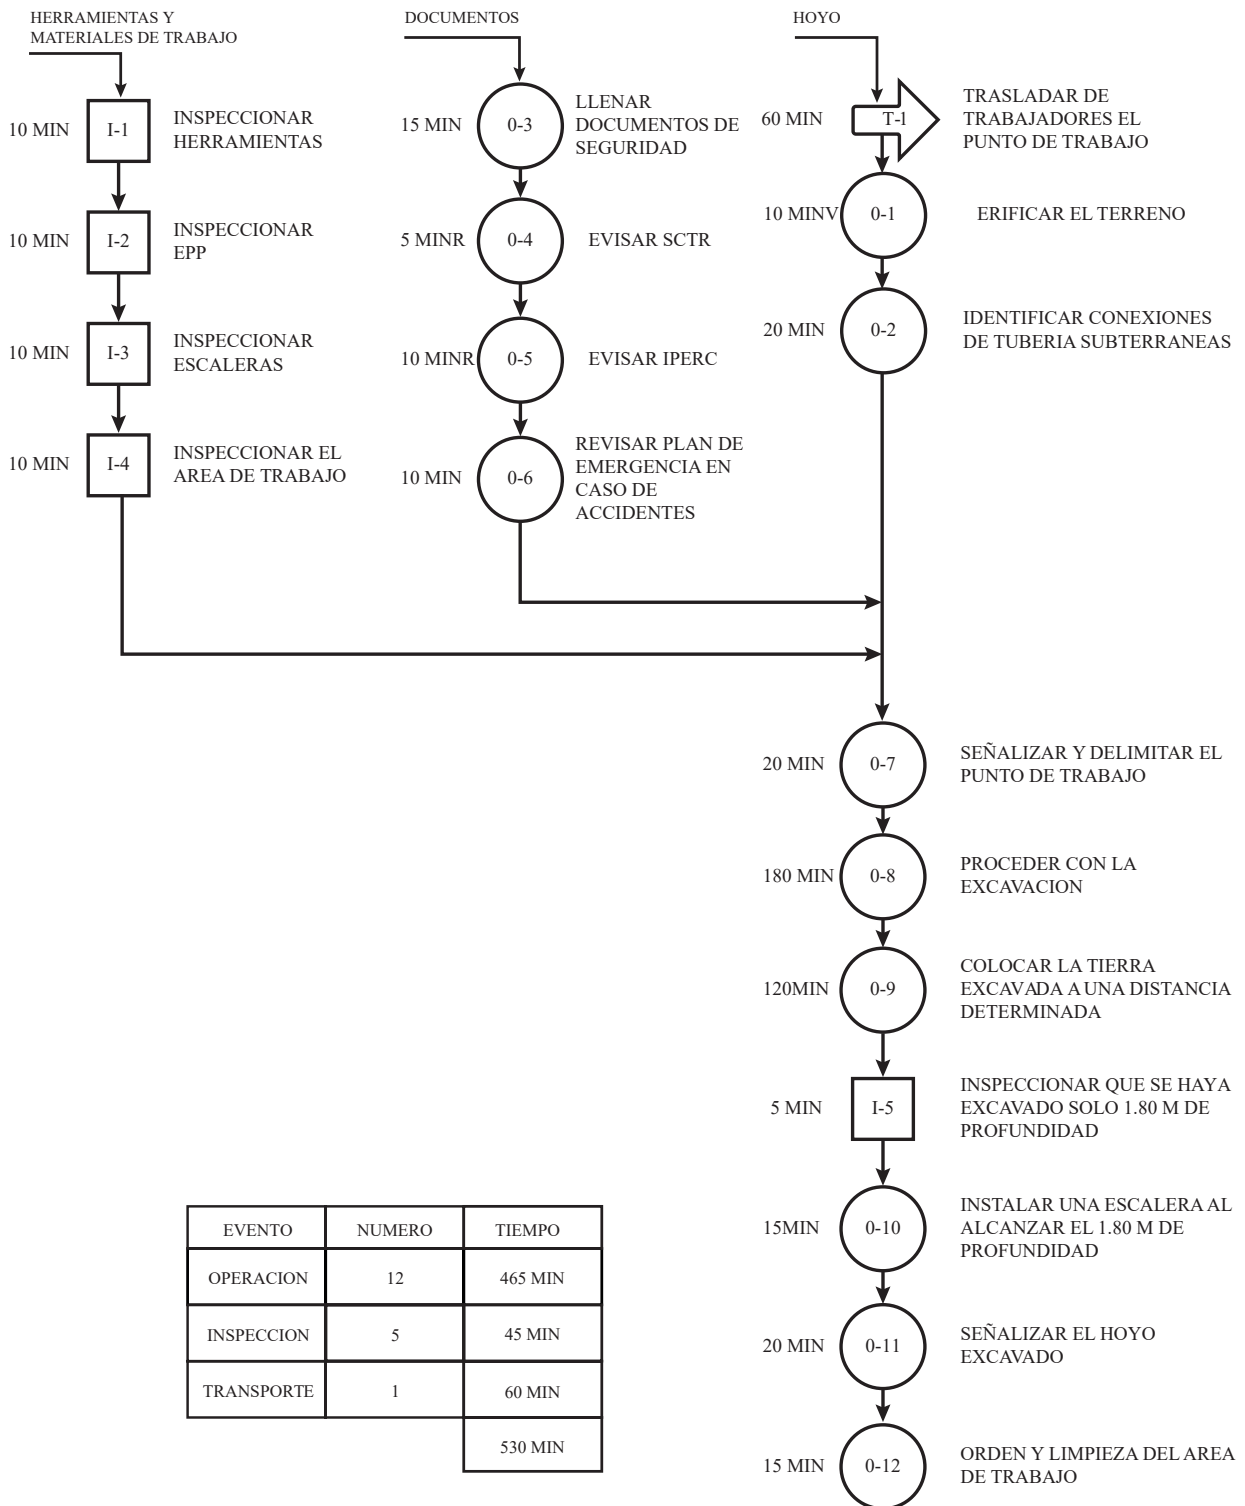 HERRAMIENTAS Y
MATERIALES DE TRABAJO
10 MIN
I-1
INSPECCIONAR
HERRAMIENTAS
10 MIN
I-2
INSPECCIONAR
EPP
10 MIN
I-3
INSPECCIONAR
ESCALERAS
10 MIN
I-4
INSPECCIONAR EL
AREA DE TRABAJO
DOCUMENTOS
15 MIN
0-3
LLENAR
DOCUMENTOS DE
SEGURIDAD
5 MINR
0-4
EVISAR SCTR
10 MINR
0-5
EVISAR IPERC
10 MIN
0-6
REVISAR PLAN DE
EMERGENCIA EN
CASO DE
ACCIDENTES
HOYO
60 MIN
T-1
TRASLADAR DE
TRABAJADORES EL
PUNTO DE TRABAJO
10 MINV
0-1
ERIFICAR EL TERRENO
20 MIN
0-2
IDENTIFICAR CONEXIONES
DE TUBERIA SUBTERRANEAS
20 MIN
0-7
SEÑALIZAR Y DELIMITAR EL
PUNTO DE TRABAJO
180 MIN
0-8
PROCEDER CON LA
EXCAVACION
120MIN
0-9
COLOCAR LA TIERRA
EXCAVADA A UNA DISTANCIA
DETERMINADA
5 MIN
I-5
INSPECCIONAR QUE SE HAYA
EXCAVADO SOLO 1.80 M DE
PROFUNDIDAD
15MIN
0-10
INSTALAR UNA ESCALERA AL
ALCANZAR EL 1.80 M DE
PROFUNDIDAD
20 MIN
0-11
SEÑALIZAR EL HOYO
EXCAVADO
15 MIN
0-12
ORDEN Y LIMPIEZA DEL AREA
DE TRABAJO
EVENTO NUMERO TIEMPO
OPERACION 12 465 MIN
INSPECCION 5 45 MIN
TRANSPORTE 1 60 MIN
530 MIN